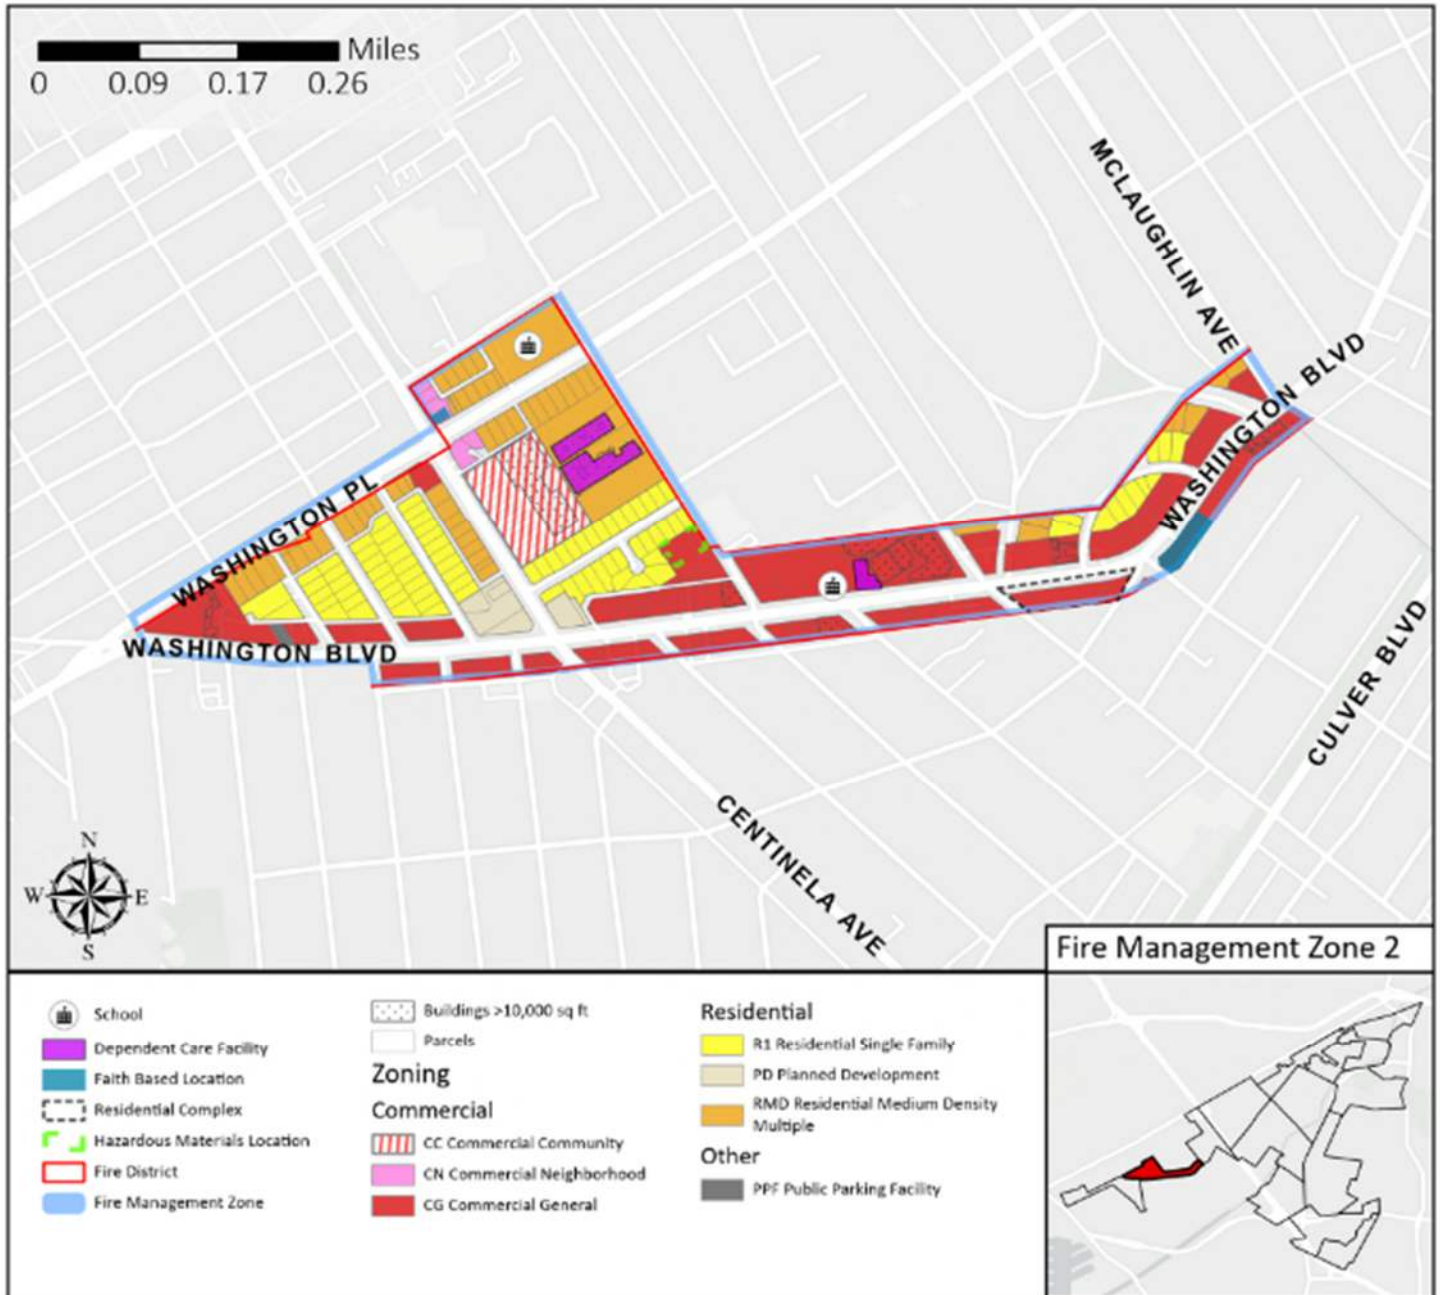 Miles
0 0.09 0.17 0.26
MCLAUGHLIN AVE
WASHINGTON BLVD
WASHINGTON PL
WASHINGTON BLVD
CULVER BLVD
CENTINELA AVE
N
W E
S
Fire Management Zone 2
School
Dependent Care Facility
Faith Based Location
Residential Complex
Hazardous Materials Location
Fire District
Fire Management Zone
Buildings >10,000 sq ft
Parcels
Zoning
Commercial
CC Commercial Community
CN Commercial Neighborhood
CG Commercial General
Residential
R1 Residential Single Family
PD Planned Development
RMD Residential Medium Density
Multiple
Other
PPF Public Parking Facility